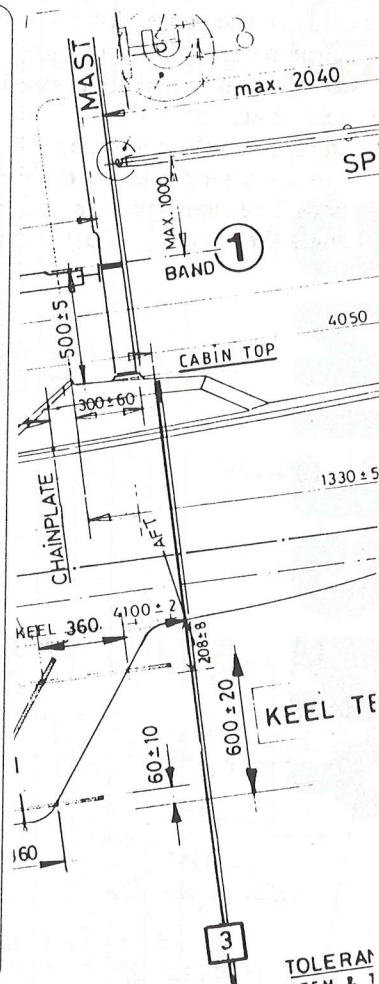 MAST
max. 2040
SP
MAX. 1000
BAND 1
500±5
4050
CABIN TOP
300±60
1330±5
CHAINPLATE
AFT
KEEL 360
4100±2
208±8
600±20
KEEL TE
60±10
160
3
TOLERAN